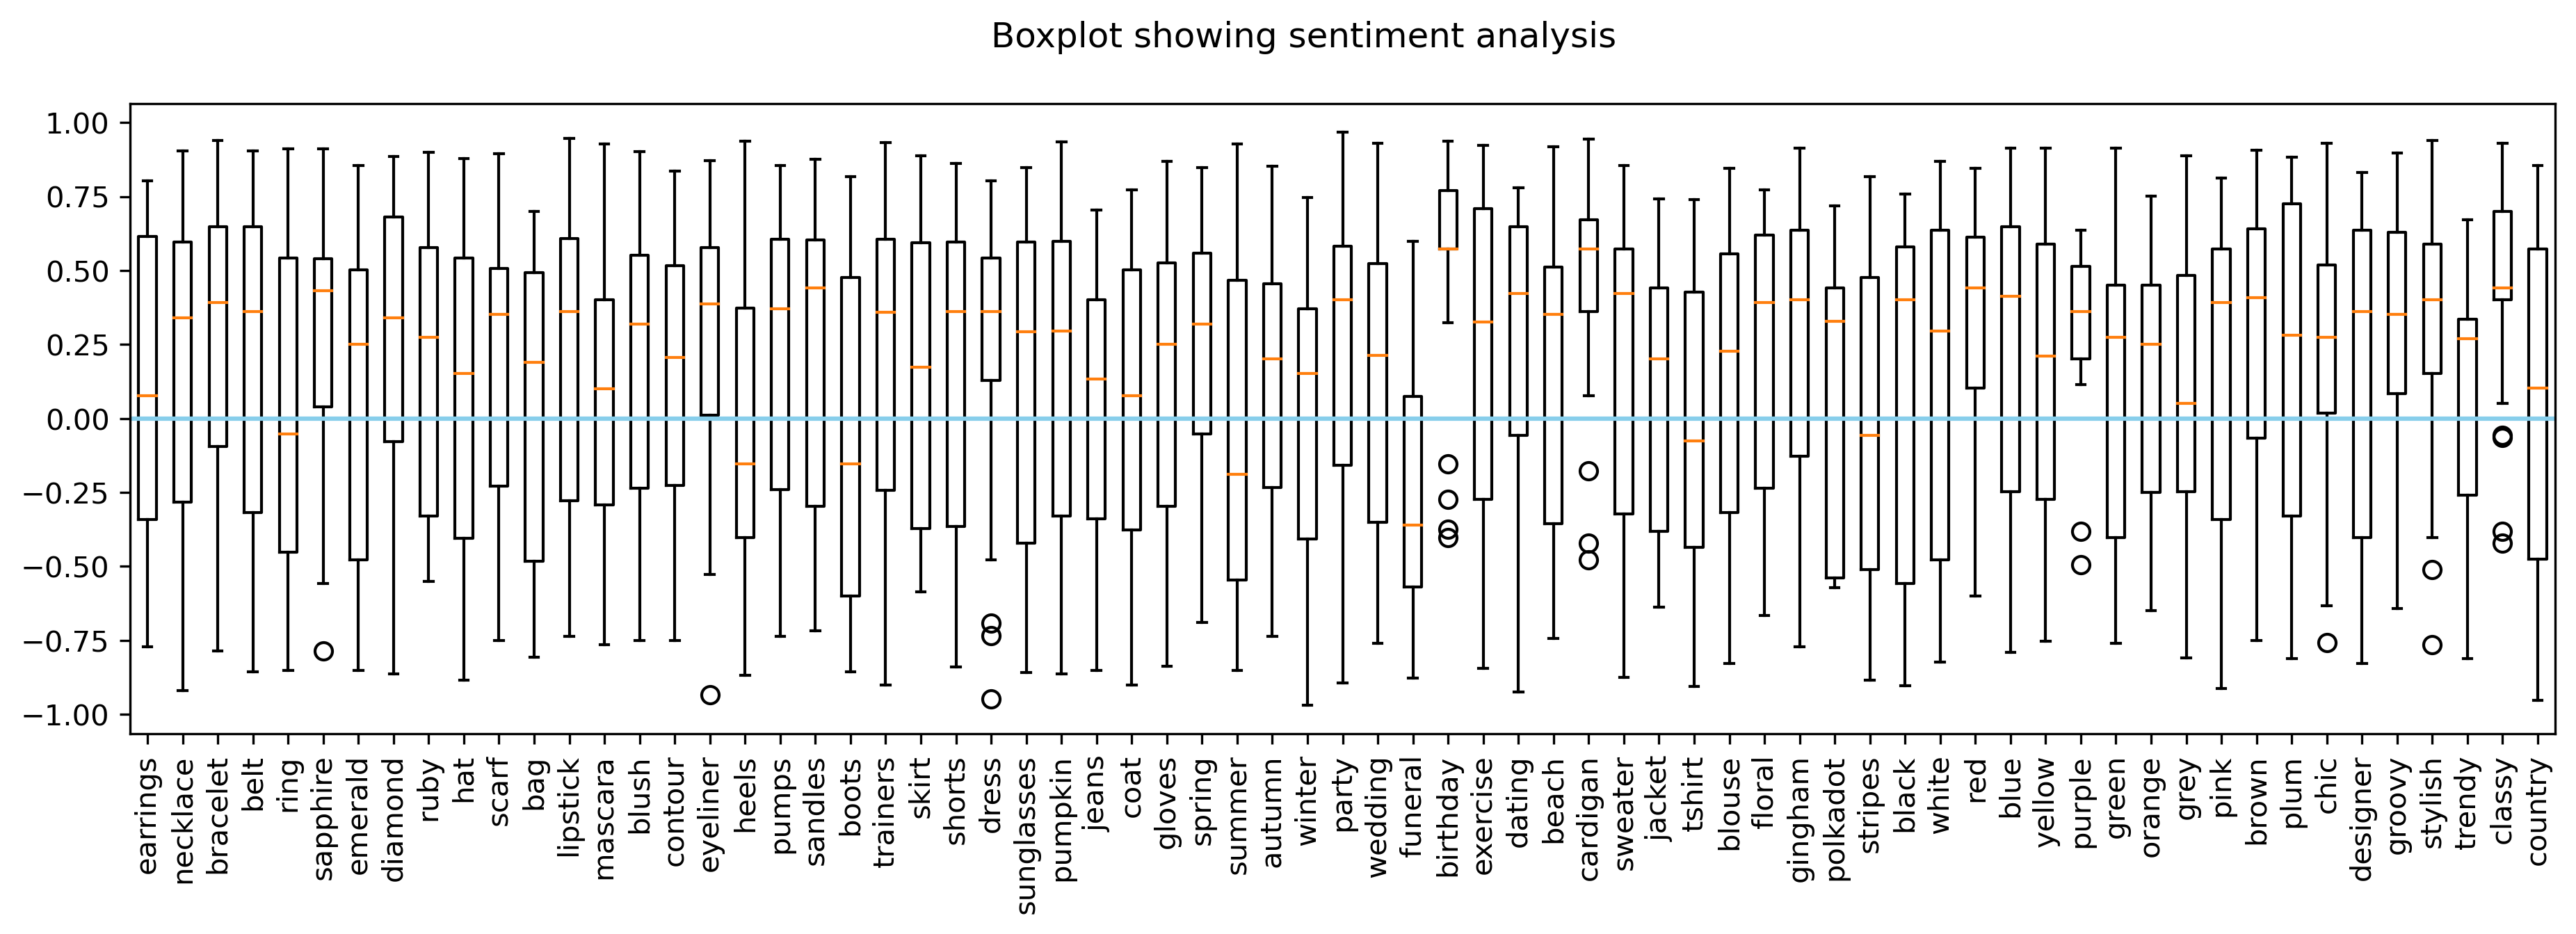 Boxplot showing sentiment analysis
1.00
0.75
0.50
0.25
0.00
−0.25
−0.50
−0.75
−1.00
earrings
necklace
bracelet
belt
ring
sapphire
emerald
diamond
ruby
hat
scarf
bag
lipstick
mascara
blush
contour
eyeliner
heels
pumps
sandles
boots
trainers
skirt
shorts
dress
sunglasses
pumpkin
jeans
coat
gloves
spring
summer
autumn
winter
party
wedding
funeral
birthday
exercise
dating
beach
cardigan
sweater
jacket
tshirt
blouse
floral
gingham
polkadot
stripes
black
white
red
blue
yellow
purple
green
orange
grey
pink
brown
plum
chic
designer
groovy
stylish
trendy
classy
country